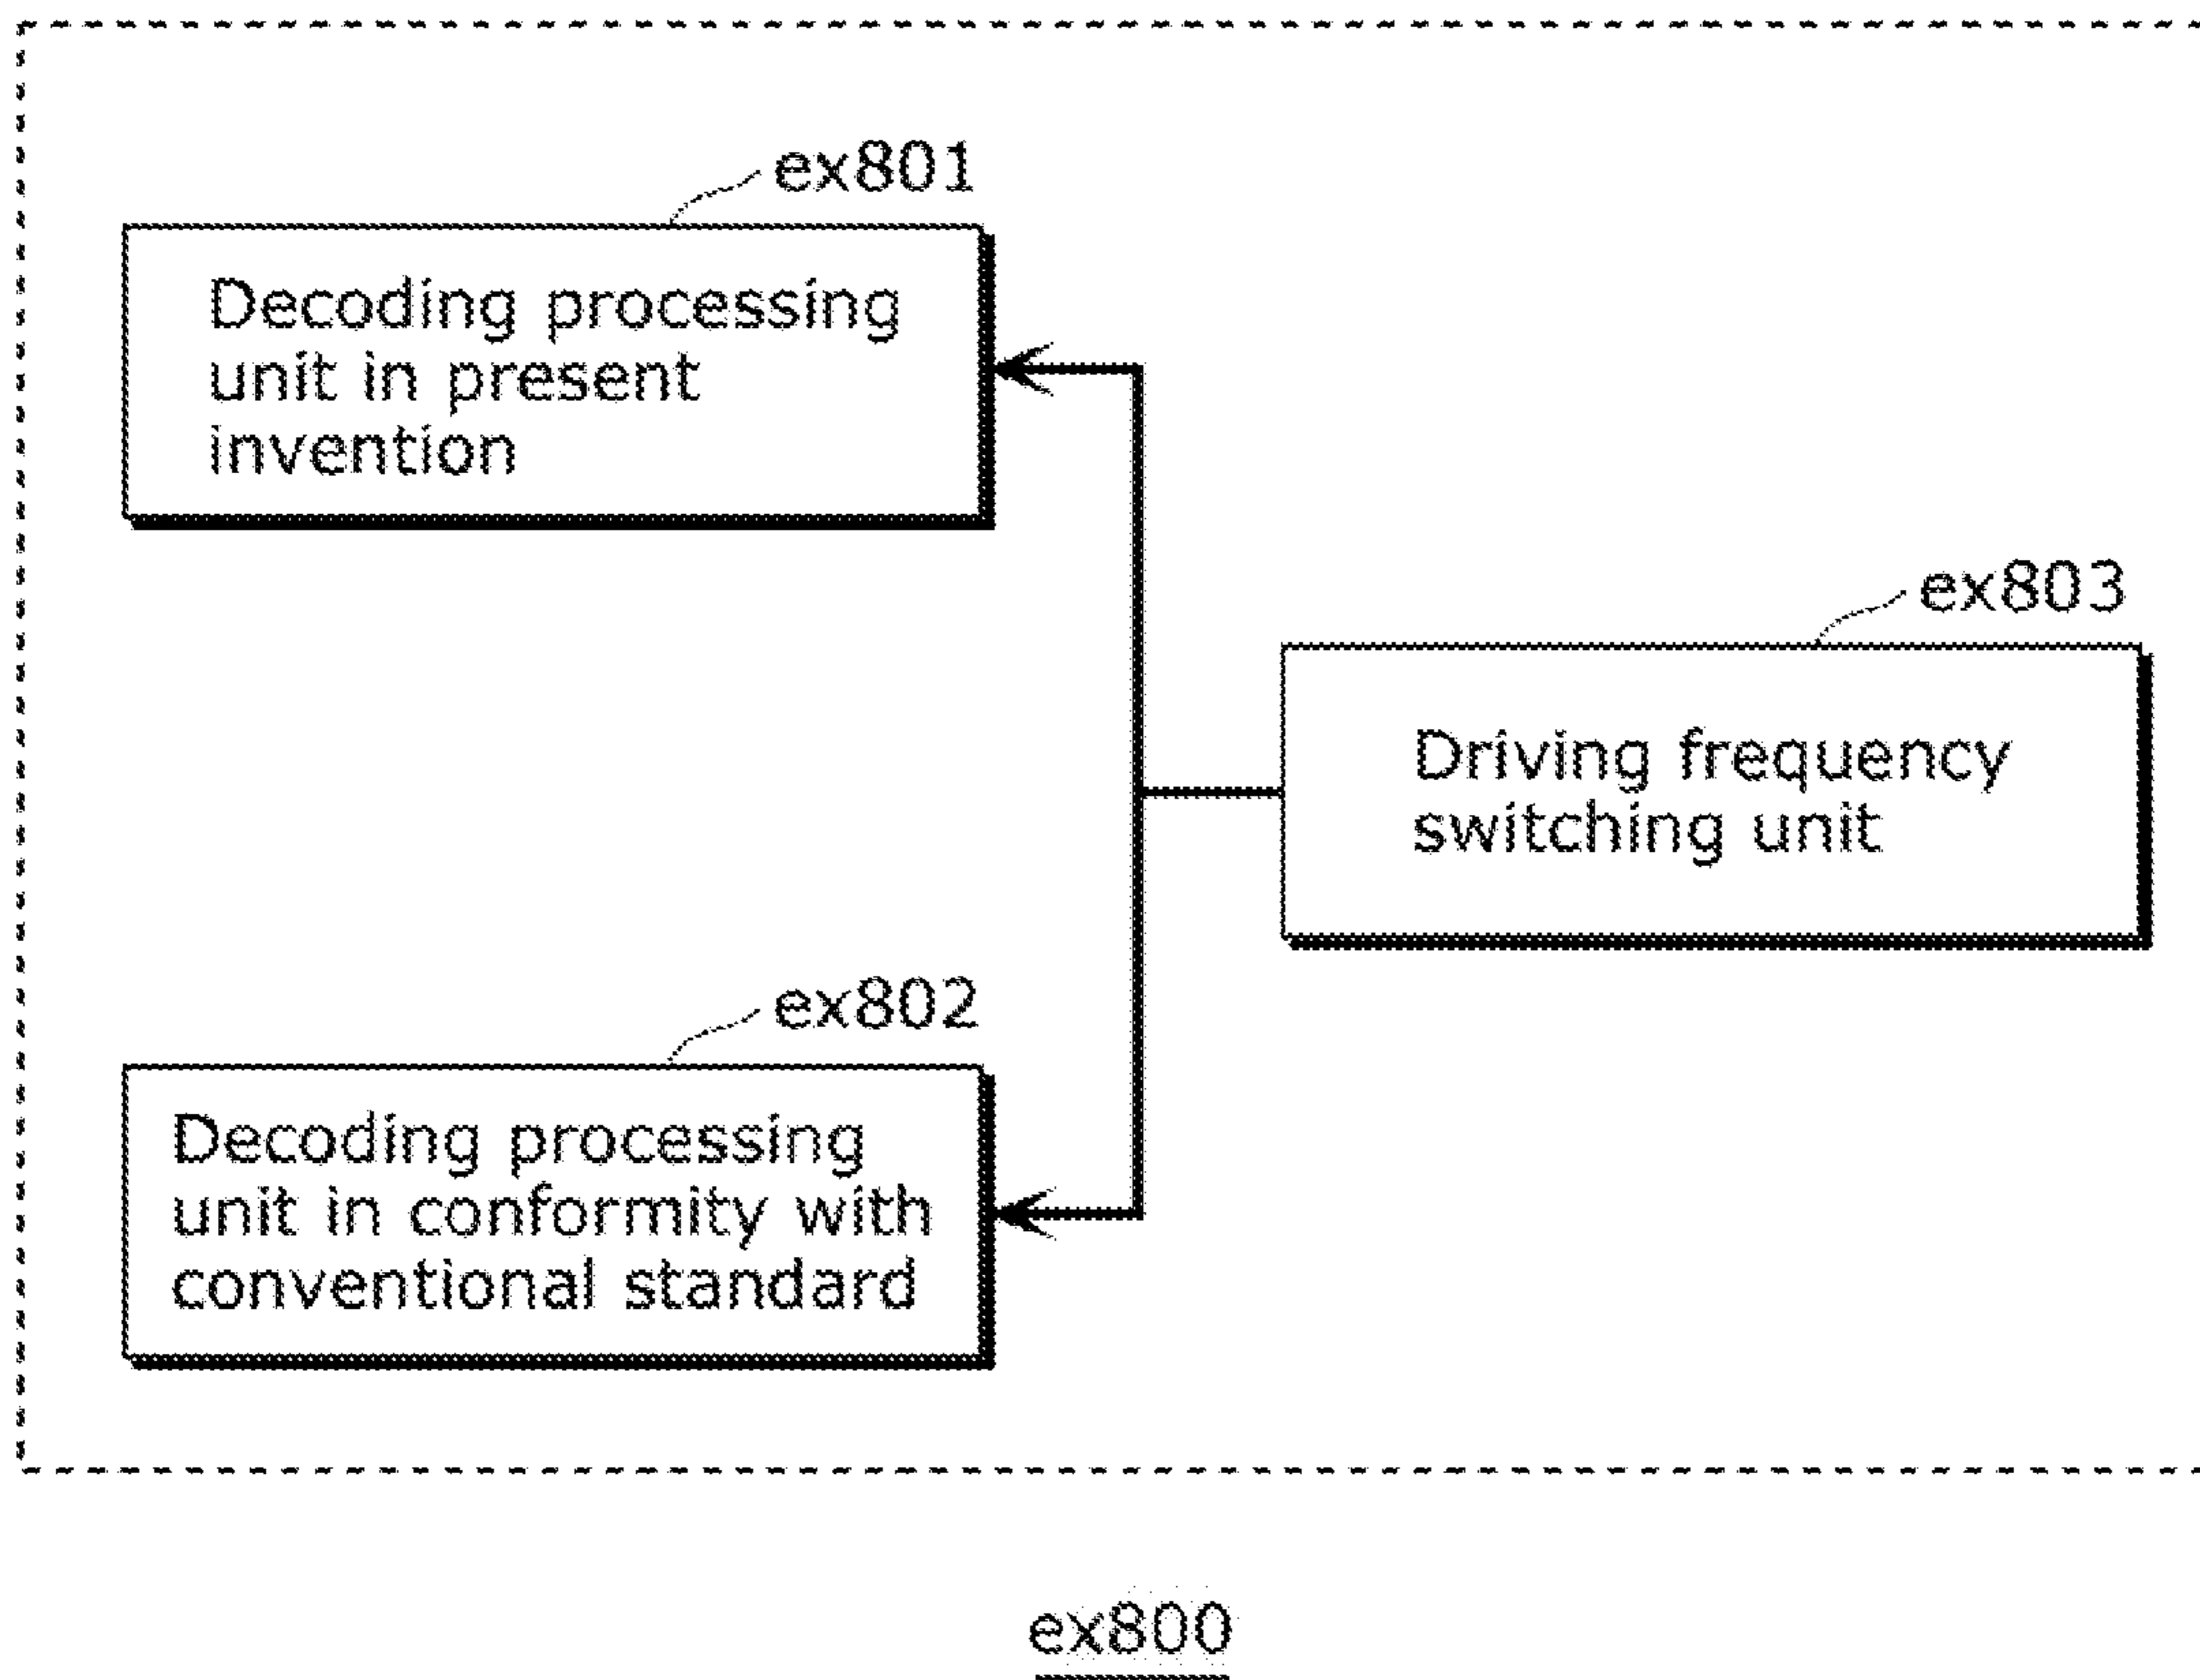 ex801
Decoding processing
unit in present
invention
ex803
Driving frequency
switching unit
ex802
Decoding processing
unit in conformity with
conventional standard
ex800